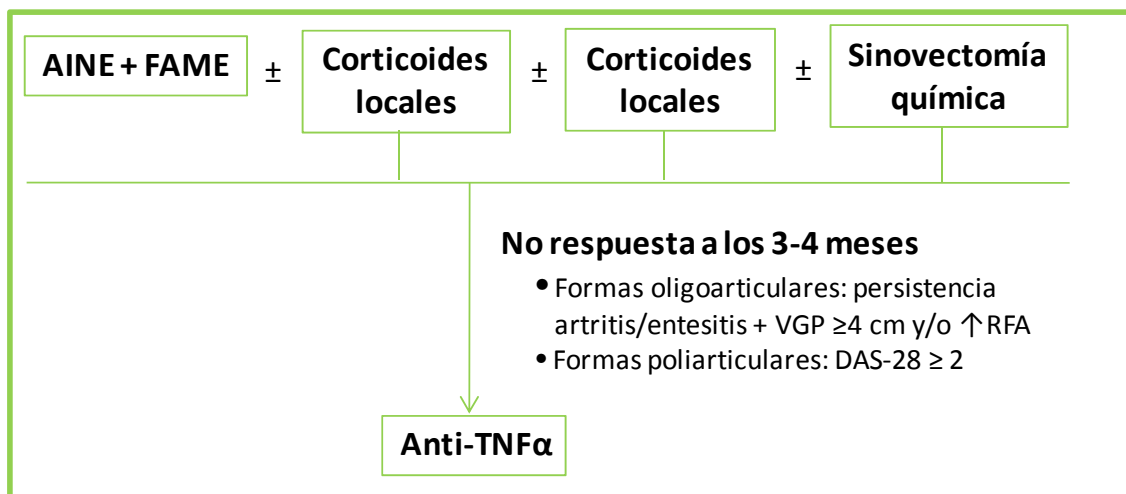 AINE + FAME ± Corticoides locales ± Corticoides locales ± Sinovectomía química
No respuesta a los 3-4 meses
• Formas oligoarticulares: persistencia
artritis/entesitis + VGP ≥4 cm y/o ↑RFA
• Formas poliarticulares: DAS-28 ≥ 2
Anti-TNFα